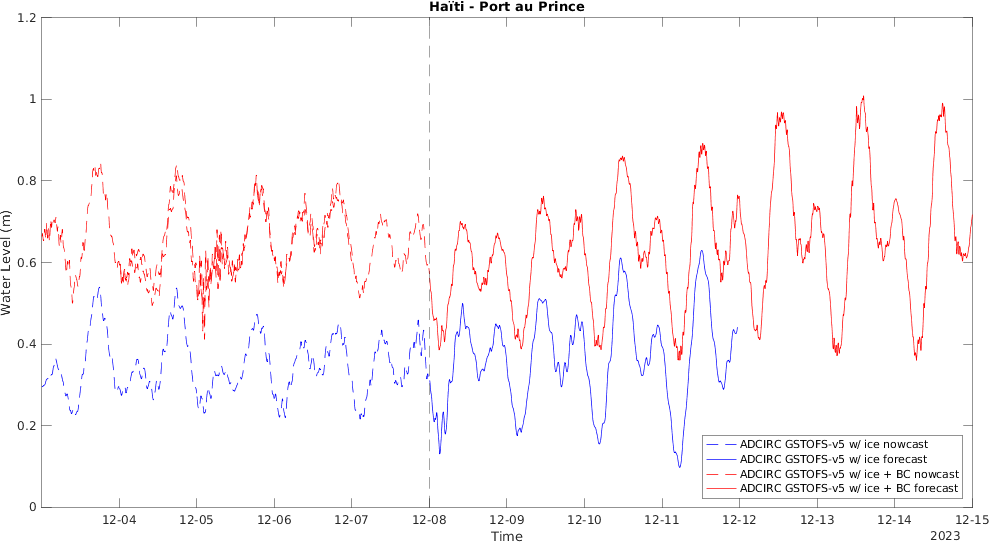 Haïti - Port au Prince
1.2
1
0.8
0.6
0.4
0.2
0
Water Level (m)
12-04 12-05 12-06 12-07 12-08 12-09 12-10 12-11 12-12 12-13 12-14 12-15
Time
2023
ADCIRC GSTOFS-v5 w/ ice nowcast
ADCIRC GSTOFS-v5 w/ ice forecast
ADCIRC GSTOFS-v5 w/ ice + BC nowcast
ADCIRC GSTOFS-v5 w/ ice + BC forecast